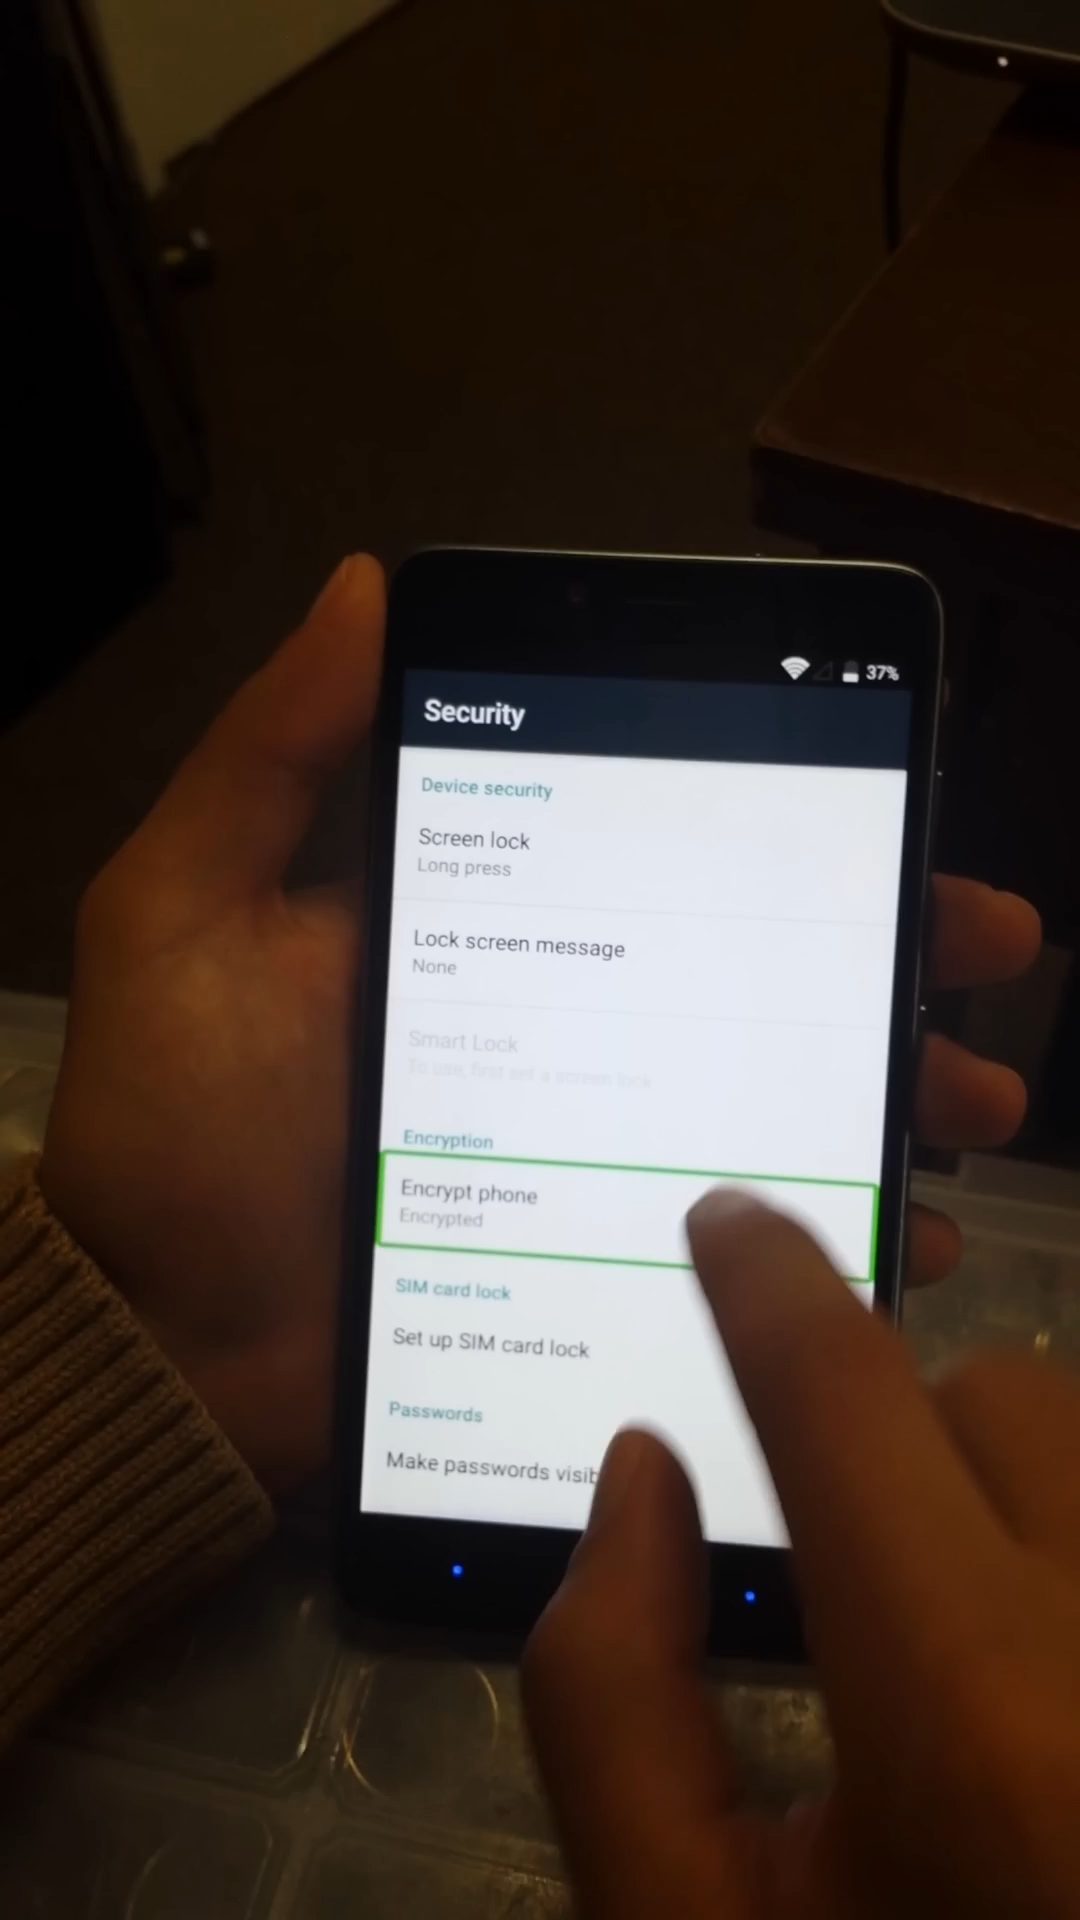 37%
Security
Device security
Screen lock
Long press
Lock screen message
None
Smart Lock
To use, first set a screen lock
Encryption
Encrypt phone
Encrypted
SIM card lock
Set up SIM card lock
Passwords
Make passwords visib